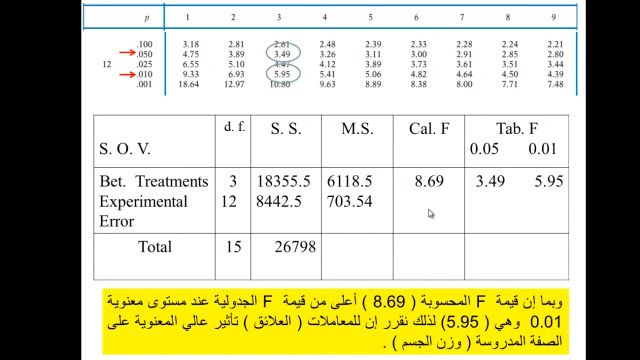 p 1 2 3 4 5 6 7 8 9
.100 3.18 2.81 2.61 2.48 2.39 2.33 2.28 2.24 2.21
.050 4.75 3.89 3.49 3.26 3.11 3.00 2.91 2.85 2.80
12 .025 6.55 5.10 4.47 4.12 3.89 3.73 3.61 3.51 3.44
.010 9.33 6.93 5.95 5.41 5.06 4.82 4.64 4.50 4.39
.001 18.64 12.97 10.80 9.63 8.89 8.38 8.00 7.71 7.48
S. O. V. d. f. S. S. M.S. Cal. F Tab. F
0.05 0.01
Bet. Treatments 3 18355.5 6118.5 8.69 3.49 5.95
Experimental 12 8442.5 703.54
Error
Total 15 26798
وبما إن قيمة F المحسوبة ( 8.69 ) أعلى من قيمة F الجدولية عند مستوى معنوية
0.01 وهي ( 5.95) لذلك نقرر إن للمعاملات ( العلائق ) تأثير عالي المعنوية على
الصفة المدروسة ( وزن الجسم ) .